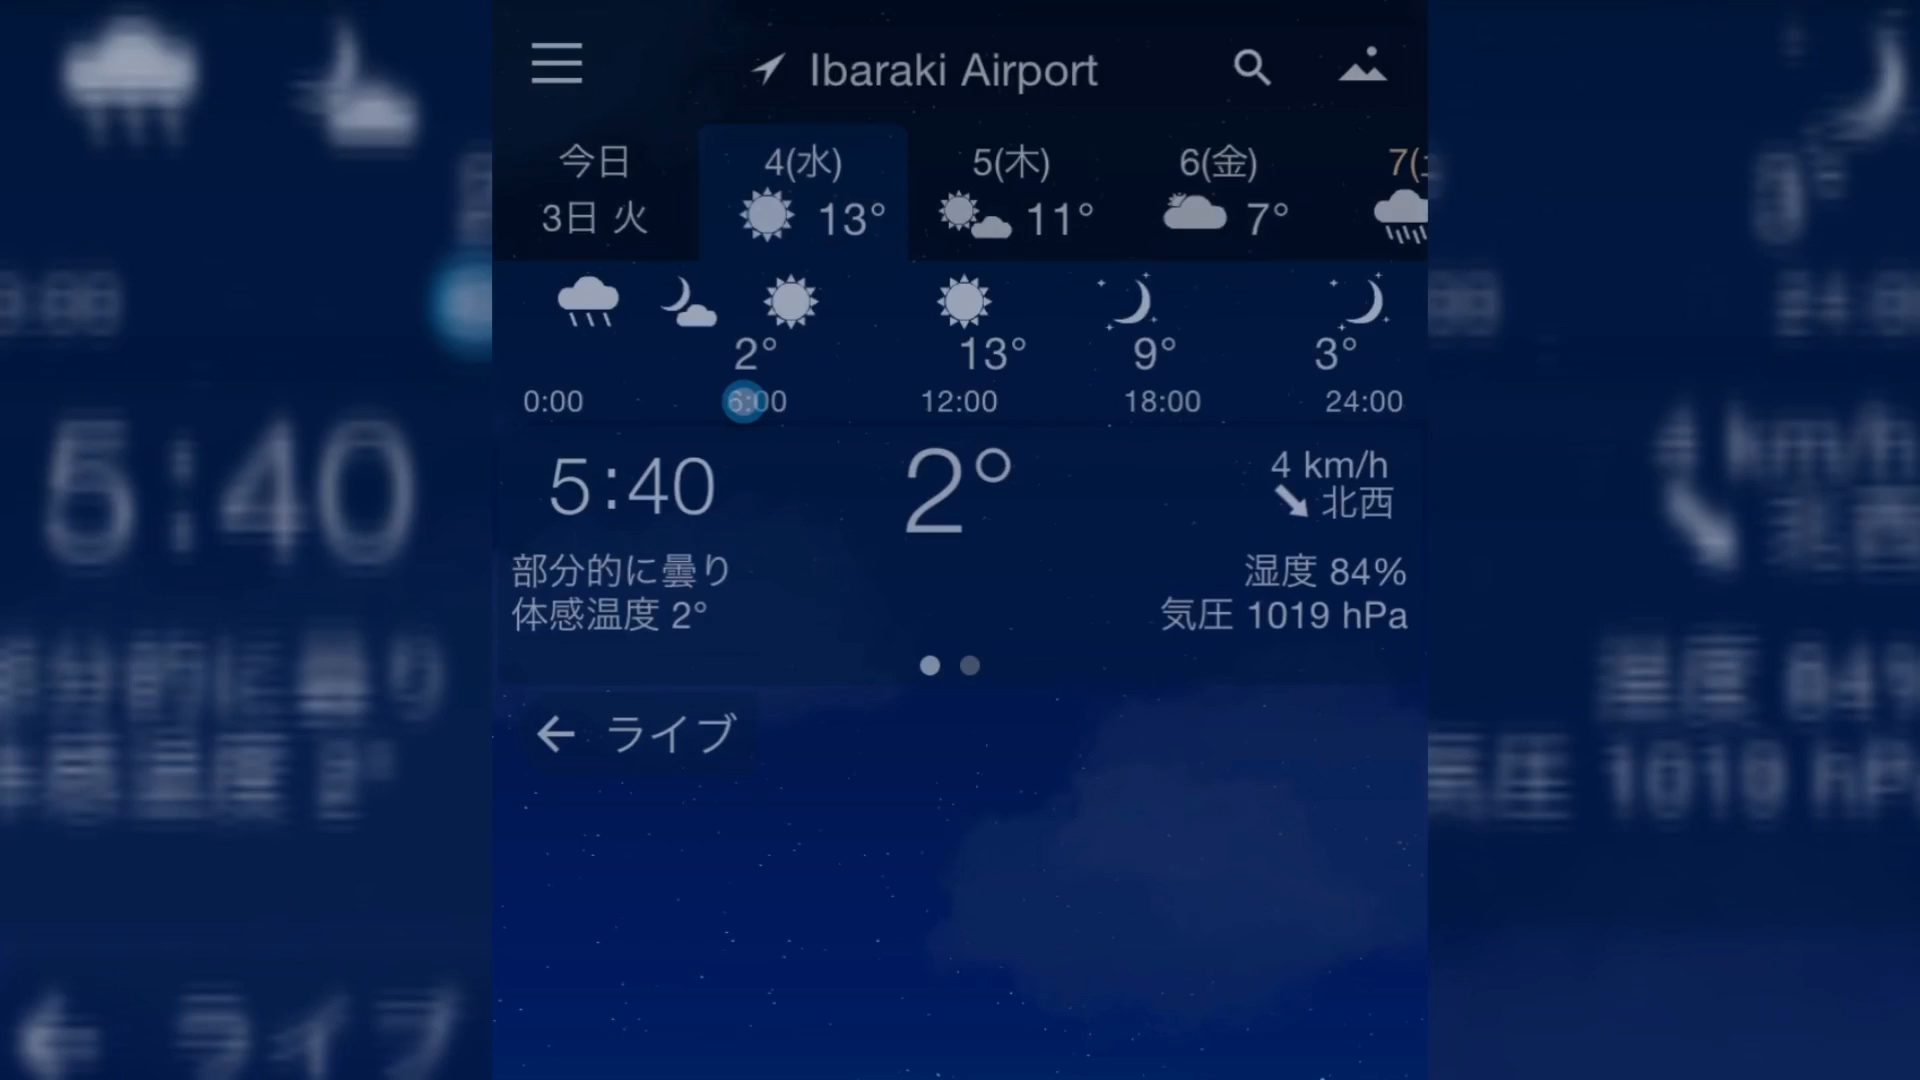 Ibaraki Airport
今日
3日 火
4(水)
13°
5(木)
11°
6(金)
7°
7(
2°
13°
9°
3°
0:00
6:00
12:00
18:00
24:00
5:40
2°
4 km/h
北西
部分的に曇り
体感温度 2°
湿度 84%
気圧 1019 hPa
← ライブ